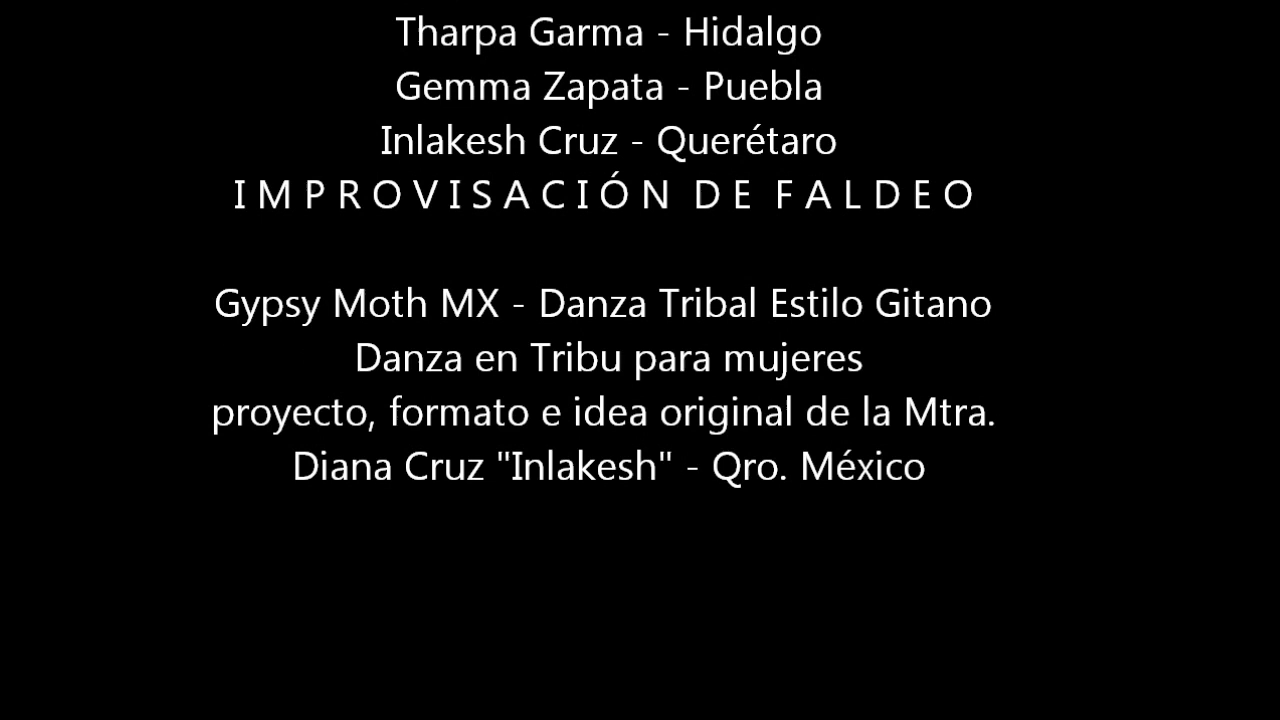 Tharpa Garma - Hidalgo
Gemma Zapata - Puebla
Inlakesh Cruz - Querétaro
I M P R O V I S A C I Ó N  D E  F A L D E O
Gypsy Moth MX - Danza Tribal Estilo Gitano
Danza en Tribu para mujeres
proyecto, formato e idea original de la Mtra.
Diana Cruz "Inlakesh" - Qro. México